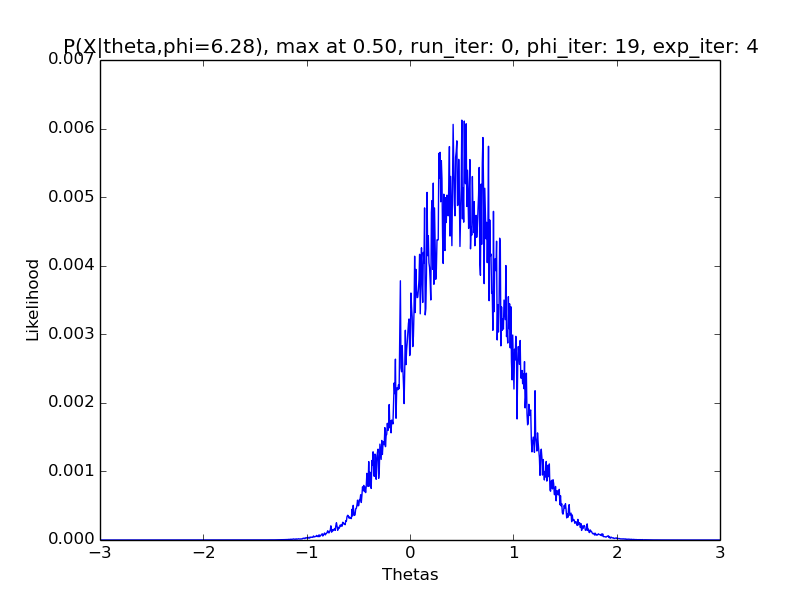 P(X|theta,phi=6.28), max at 0.50, run_iter: 0, phi_iter: 19, exp_iter: 4
0.007
0.006
0.005
0.004
0.003
0.002
0.001
0.000
Likelihood
−3 −2 −1 0 1 2 3
Thetas